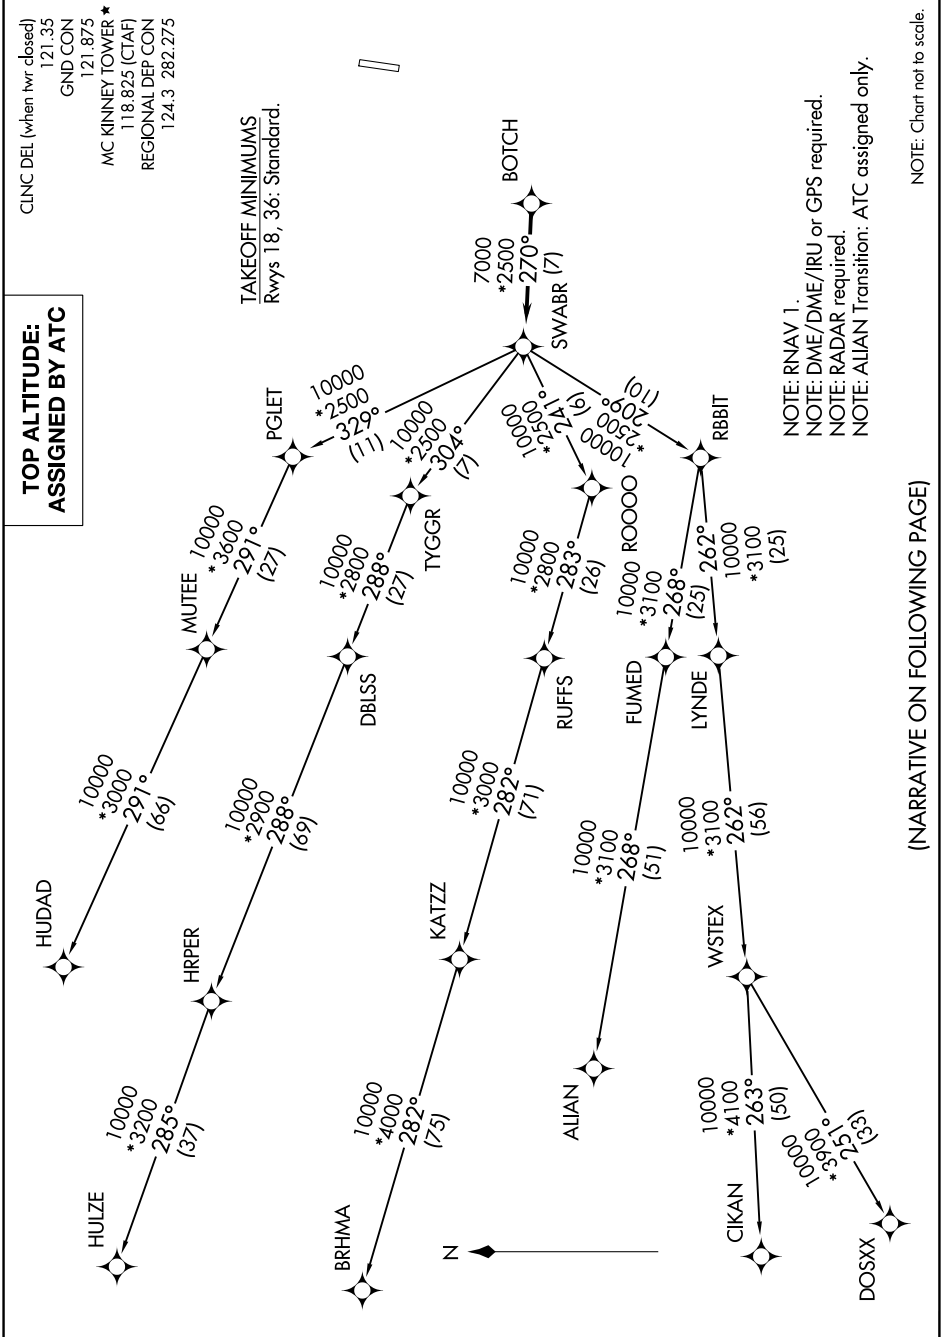 CLNC DEL (when twr closed)
121.35
GND CON
121.875
MC KINNEY TOWER ★
118.825 (CTAF)
REGIONAL DEP CON
124.3 282.275
TOP ALTITUDE:
ASSIGNED BY ATC
TAKEOFF MINIMUMS
Rwys 18, 36: Standard.
BOTCH
7000
*2500
270°
(7)
SWABR
10000
*2500
329°
(11)
PGLET
10000
*3600
291°
(27)
MUTEE
10000
*3000
291°
(66)
HUDAD
10000
*2500
304°
(7)
TYGGR
10000
*2800
288°
(27)
DBLSS
10000
*2900
288°
(69)
HRPER
10000
*3200
285°
(37)
HULZE
10000
*2500
241°
(9)
ROOOO
10000
*2800
283°
(26)
RUFFS
10000
*3000
282°
(71)
KATZZ
10000
*4000
282°
(75)
BRHMA
10000
*2500
209°
(10)
RBBIT
10000
*3100
268°
(25)
FUMED
10000
*3100
268°
(51)
ALIAN
262°
10000
*3100
(25)
LYNDE
10000
*3100
262°
(56)
WSTEX
10000
*4100
263°
(50)
CIKAN
10000
*3900
251°
(33)
DOSXX
N
NOTE: RNAV 1.
NOTE: DME/DME/IRU or GPS required.
NOTE: RADAR required.
NOTE: ALIAN Transition: ATC assigned only.
(NARRATIVE ON FOLLOWING PAGE)
NOTE: Chart not to scale.